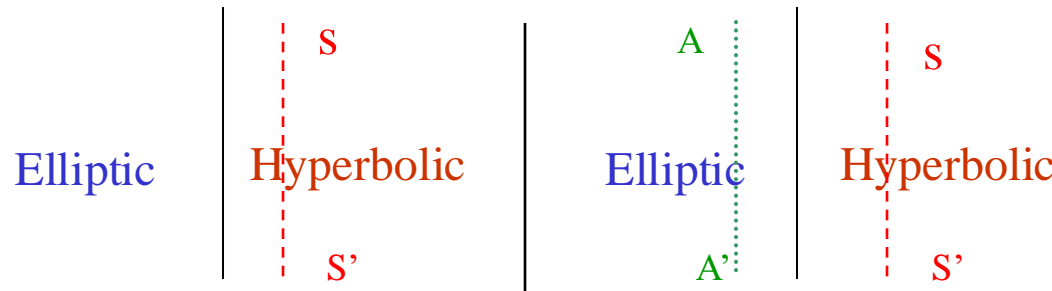 S
Elliptic Hyperbolic
S’
A S
Elliptic Hyperbolic
A’ S’